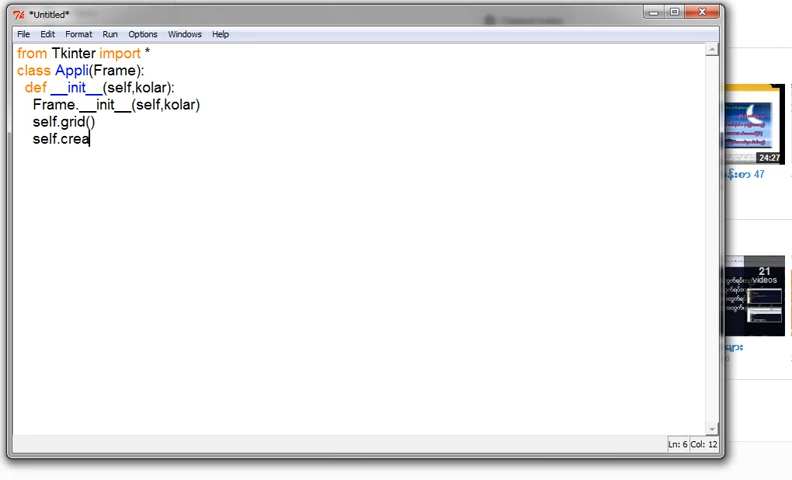 *Untitled*
File Edit Format Run Options Windows Help
from Tkinter import *
class Appli(Frame):
def __init__(self,kolar):
Frame.__init__(self,kolar)
self.grid()
self.crea
Ln: 6 Col: 12
24:27
47
21
videos